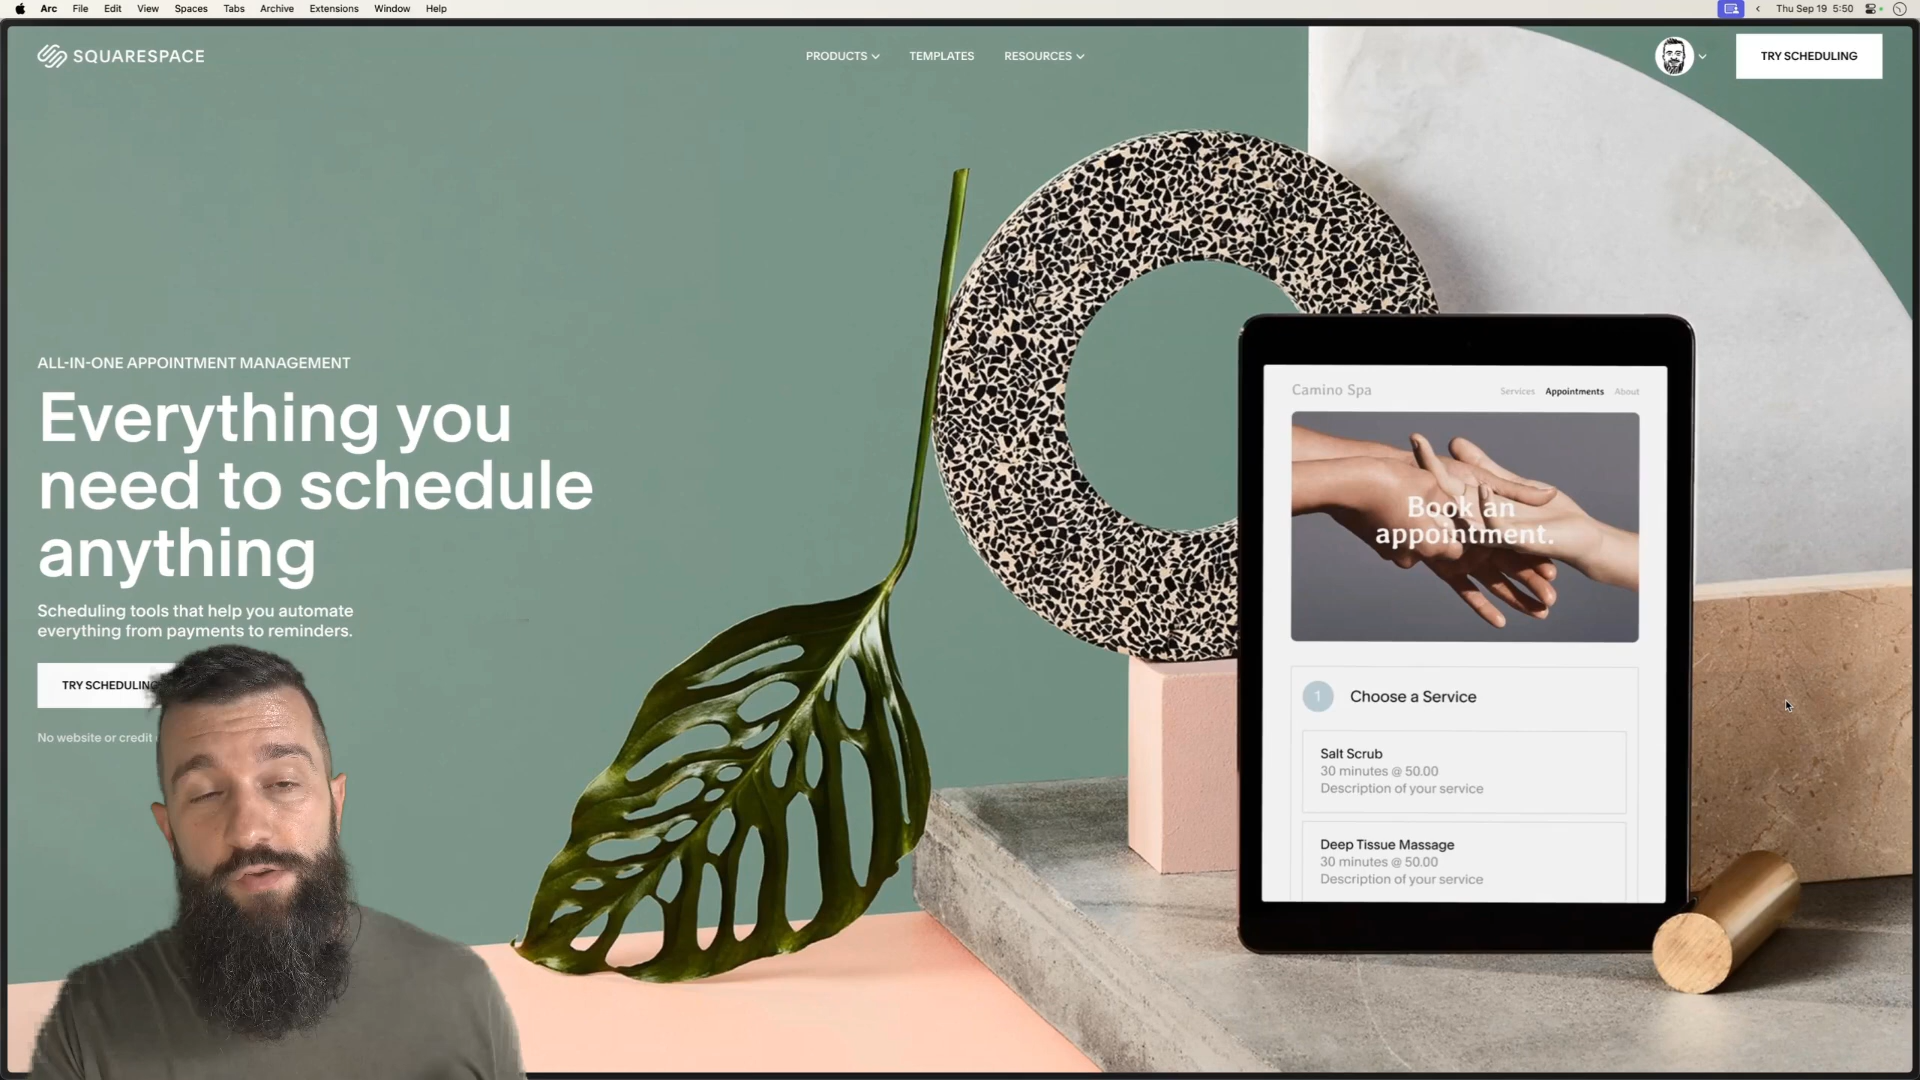 Arc File Edit View Spaces Tabs Archive Extensions Window Help
Thu Sep 19 5:50
SQUARESPACE
PRODUCTS
TEMPLATES
RESOURCES
TRY SCHEDULING
ALL-IN-ONE APPOINTMENT MANAGEMENT
Everything you
need to schedule
anything
Scheduling tools that help you automate
everything from payments to reminders.
TRY SCHEDULING
No website or credit
Camino Spa
Services Appointments About
Book an
appointment.
1 Choose a Service
Salt Scrub
30 minutes @ 50.00
Description of your service
Deep Tissue Massage
30 minutes @ 50.00
Description of your service